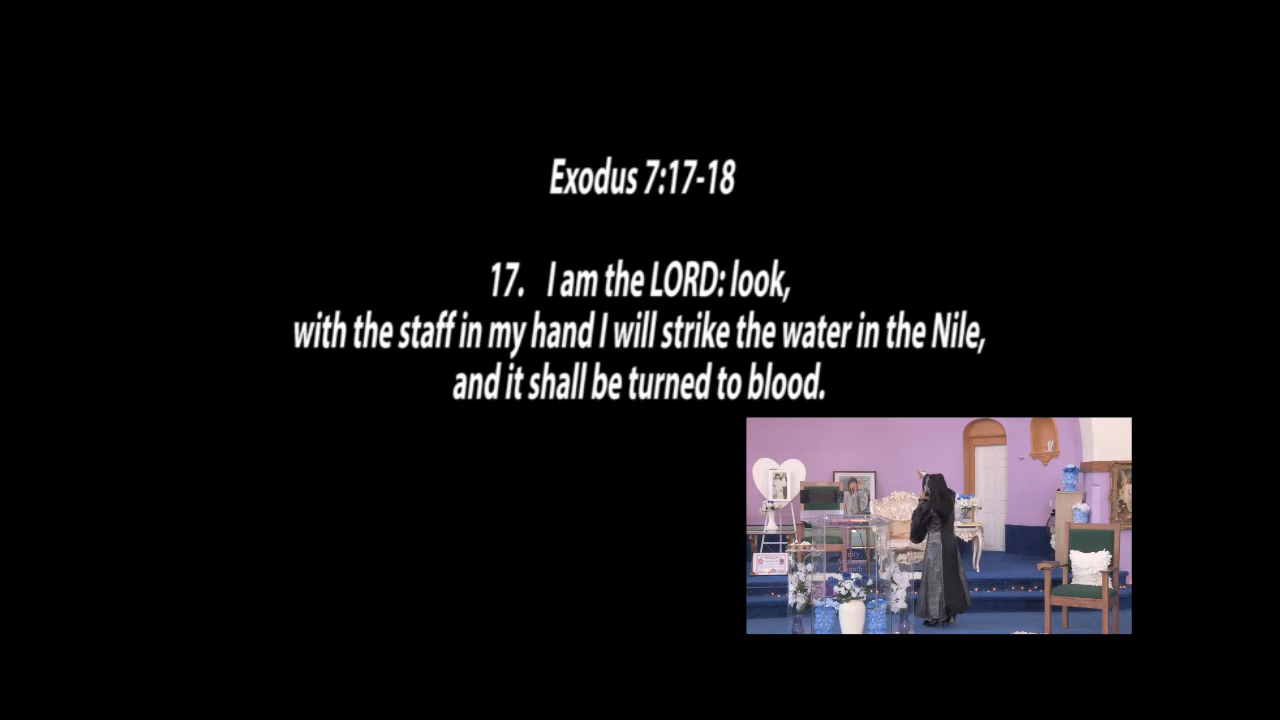 Exodus 7:17-18
17. I am the LORD: look,
with the staff in my hand I will strike the water in the Nile,
and it shall be turned to blood.
Church